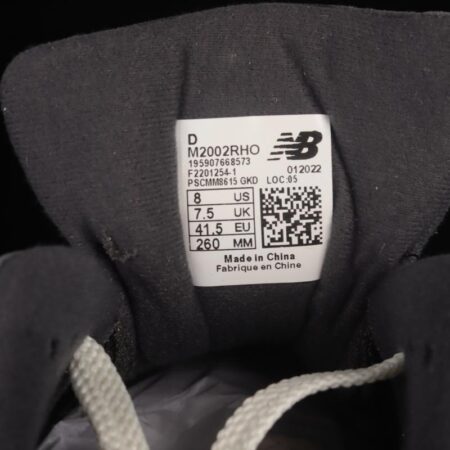 D
M2002RHO
195907668573 NB
F2201254-1 012022
PSCMM8615 GKD LOC:05
8 US
7.5 UK
41.5 EU
260 MM
Made in China
Fabrique en Chine